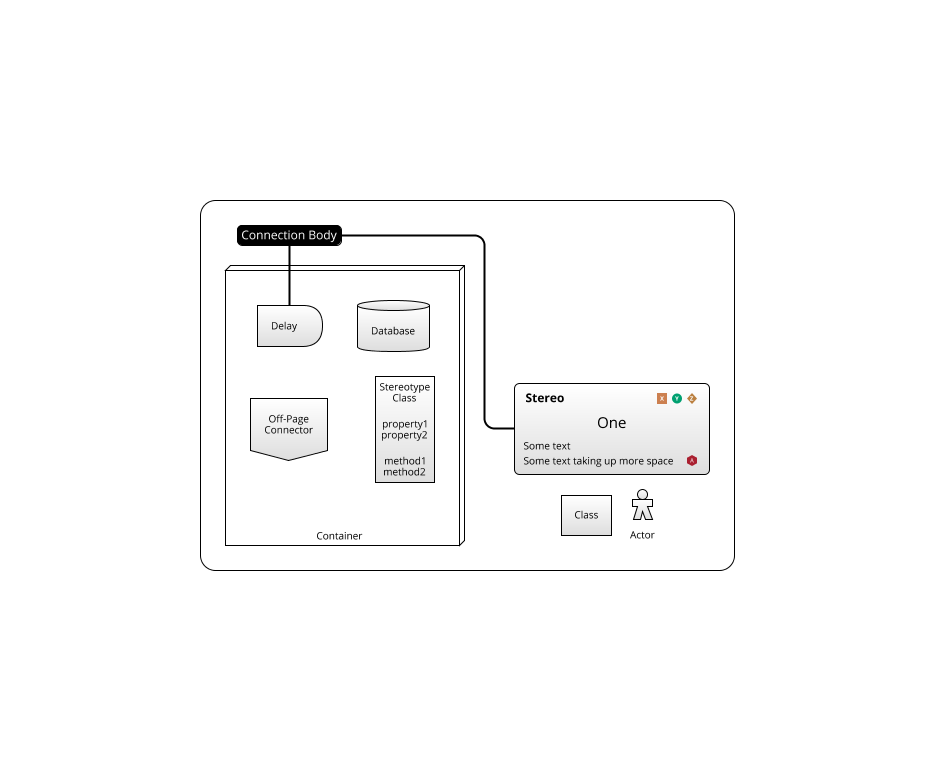 Connection Body
Delay
Database
Off-Page
Connector
Stereotype
Class
property1
property2
method1
method2
Container
Stereo
X Y Z
One
Some text
Some text taking up more space A
Class
Actor